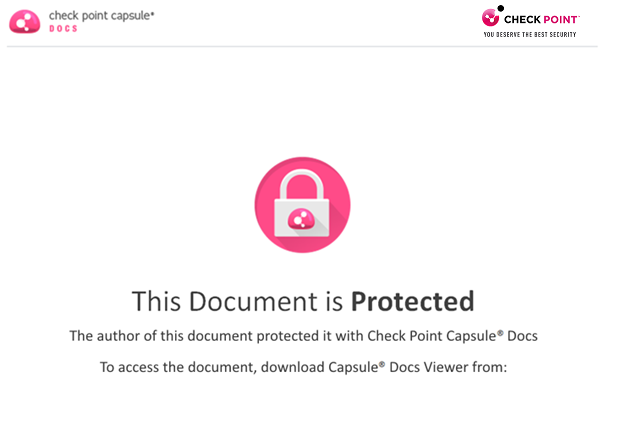 check point capsule®
DOCS
CHECK POINT™
YOU DESERVE THE BEST SECURITY
This Document is Protected
The author of this document protected it with Check Point Capsule® Docs
To access the document, download Capsule® Docs Viewer from: